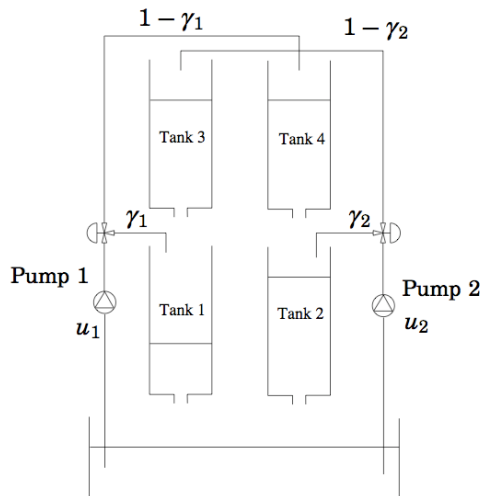 1 − γ₁
1 − γ₂
Tank 3
Tank 4
γ₁
γ₂
Pump 1
Pump 2
Tank 1
Tank 2
u₁
u₂